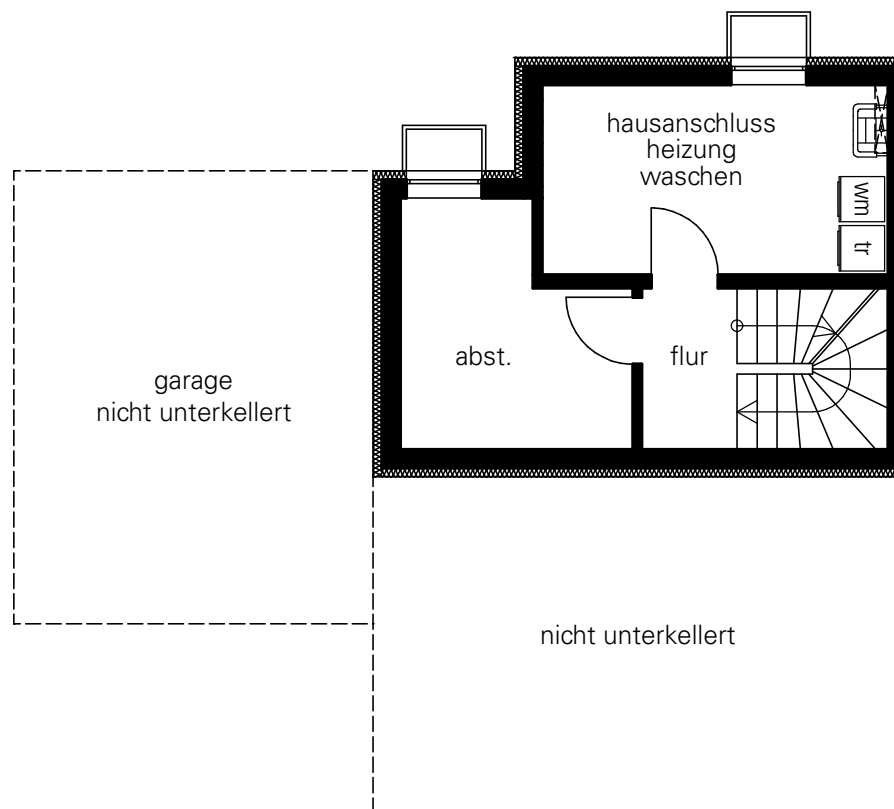 hausanschluss
heizung
waschen
wm
tr
abst.
flur
garage
nicht unterkellert
nicht unterkellert